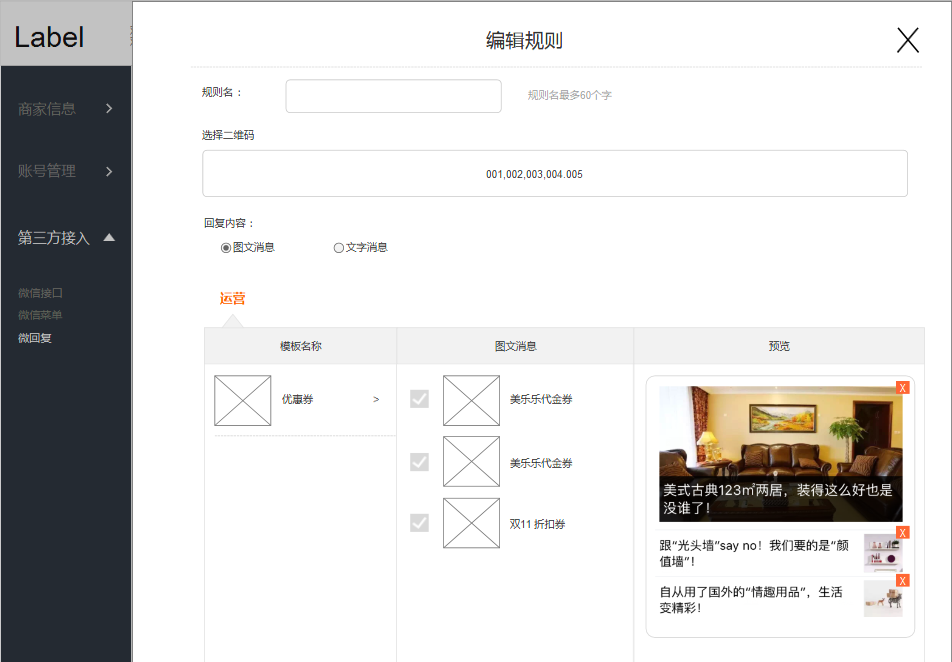 Label
编辑规则
商家信息
账号管理
第三方接入
微信接口
微信菜单
微回复
规则名：
规则名最多60个字
选择二维码
001,002,003,004.005
回复内容：
图文消息
文字消息
运营
模板名称
图文消息
预览
优惠券 >
美乐乐代金券
美乐乐代金券
双11 折扣券
X
美式古典123㎡两居，装得这么好也是
没谁了！
X
跟“光头墙”say no！我们要的是“颜
值墙”！
X
自从用了国外的“情趣用品”，生活
变精彩！